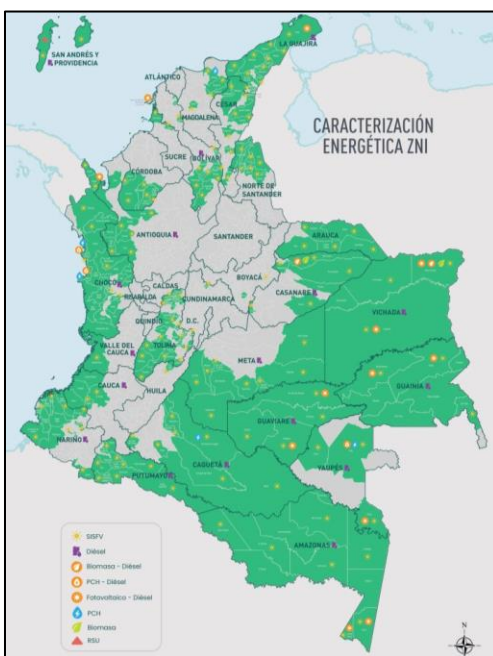 SAN ANDRÉS Y
PROVIDENCIA
LA GUAJIRA
ATLÁNTICO
CESAR
MAGDALENA
CARACTERIZACIÓN
ENERGÉTICA ZNI
SUCRE
BOLÍVAR
CÓRDOBA
NORTE DE
SANTANDER
ANTIOQUIA
SANTANDER
ARAUCA
BOYACÁ
CHOCÓ
CALDAS
RISARALDA
CUNDINAMARCA
CASANARE
VICHADA
QUINDÍO
D.C.
VALLE DEL
CAUCA
TOLIMA
META
GUAINÍA
CAUCA
HUILA
GUAVIARE
NARIÑO
CAQUETÁ
VAUPÉS
PUTUMAYO
AMAZONAS
SISFV
Diésel
Biomasa - Diésel
PCH - Diésel
Fotovoltaico - Diésel
PCH
Biomasa
RSU
N